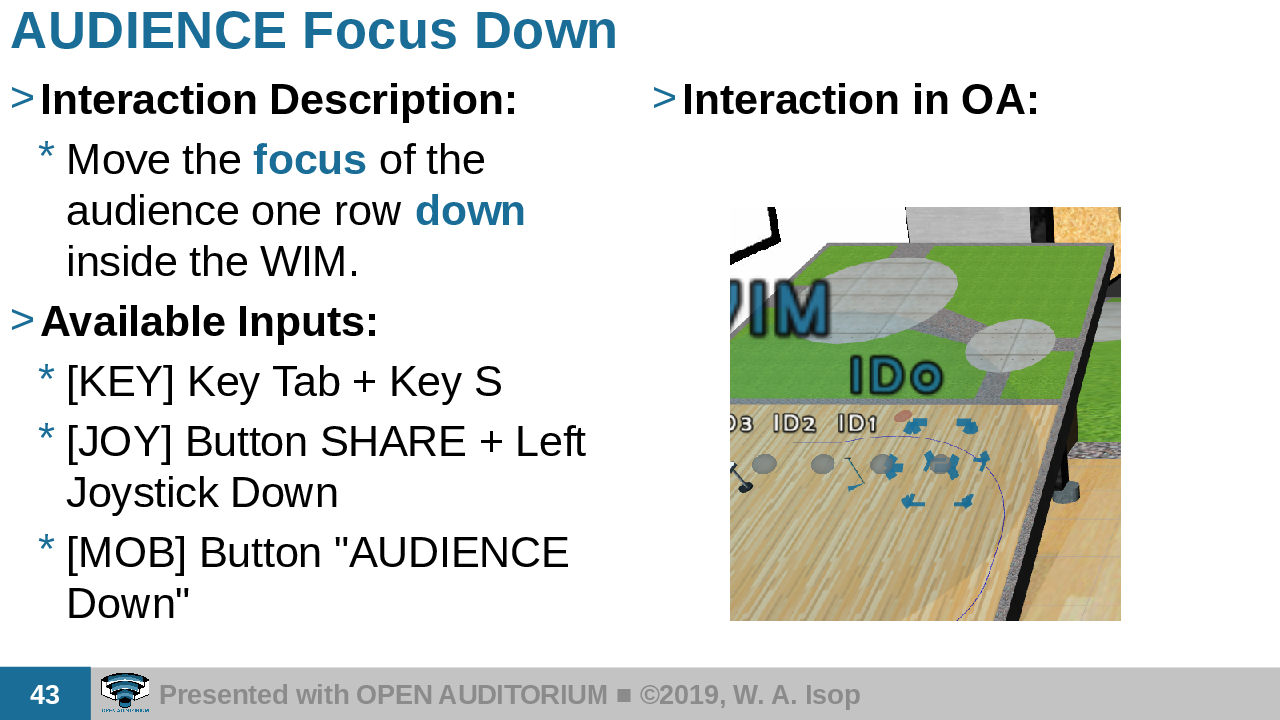 AUDIENCE Focus Down
> Interaction Description:
* Move the focus of the
audience one row down
inside the WIM.
> Available Inputs:
* [KEY] Key Tab + Key S
* [JOY] Button SHARE + Left
Joystick Down
* [MOB] Button "AUDIENCE
Down"
> Interaction in OA:
WIM
IDo
D3 ID2 ID1
43
OPEN AUDITORIUM
Presented with OPEN AUDITORIUM ■ ©2019, W. A. Isop